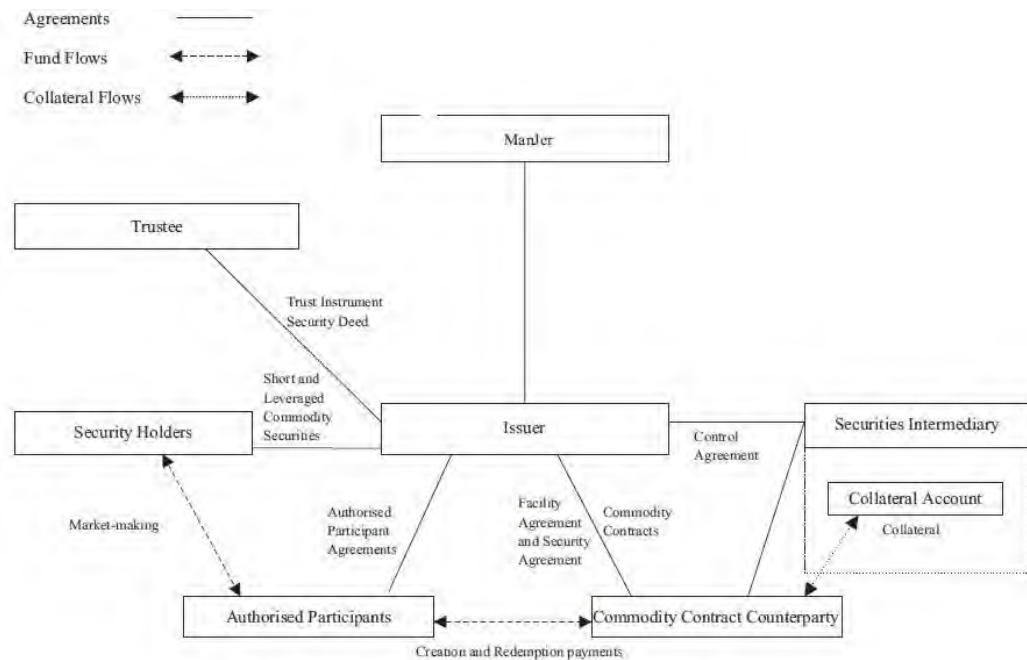 Agreements
Fund Flows
Collateral Flows
ManJer
Trustee
Trust Instrument
Security Deed
Short and
Leveraged
Commodity
Securities
Security Holders
Issuer
Securities Intermediary
Control
Agreement
Collateral Account
Collateral
Market-making
Authorised
Participant
Agreements
Facility
Agreement
and Security
Agreement
Commodity
Contracts
Authorised Participants
Commodity Contract Counterparty
Creation and Redemption payments